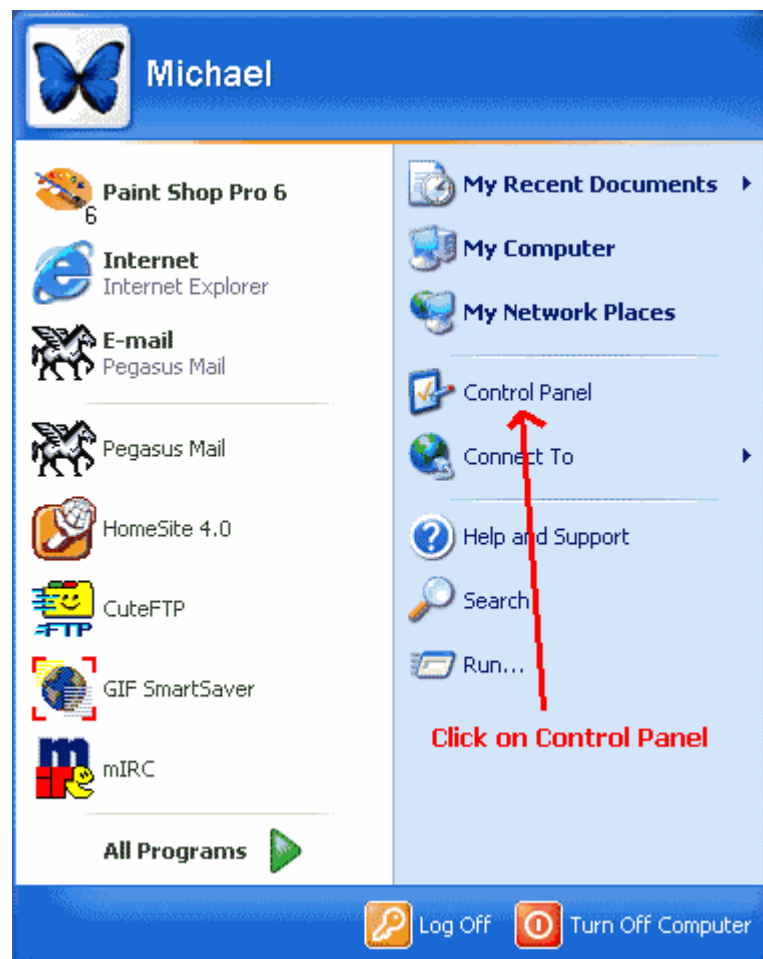 Michael
Paint Shop Pro 6
6
Internet
Internet Explorer
E-mail
Pegasus Mail
Pegasus Mail
HomeSite 4.0
CuteFTP
FTP
GIF SmartSaver
mIRC
All Programs
My Recent Documents
My Computer
My Network Places
Control Panel
Connect To
Help and Support
Search
Run...
Click on Control Panel
Log Off
Turn Off Computer